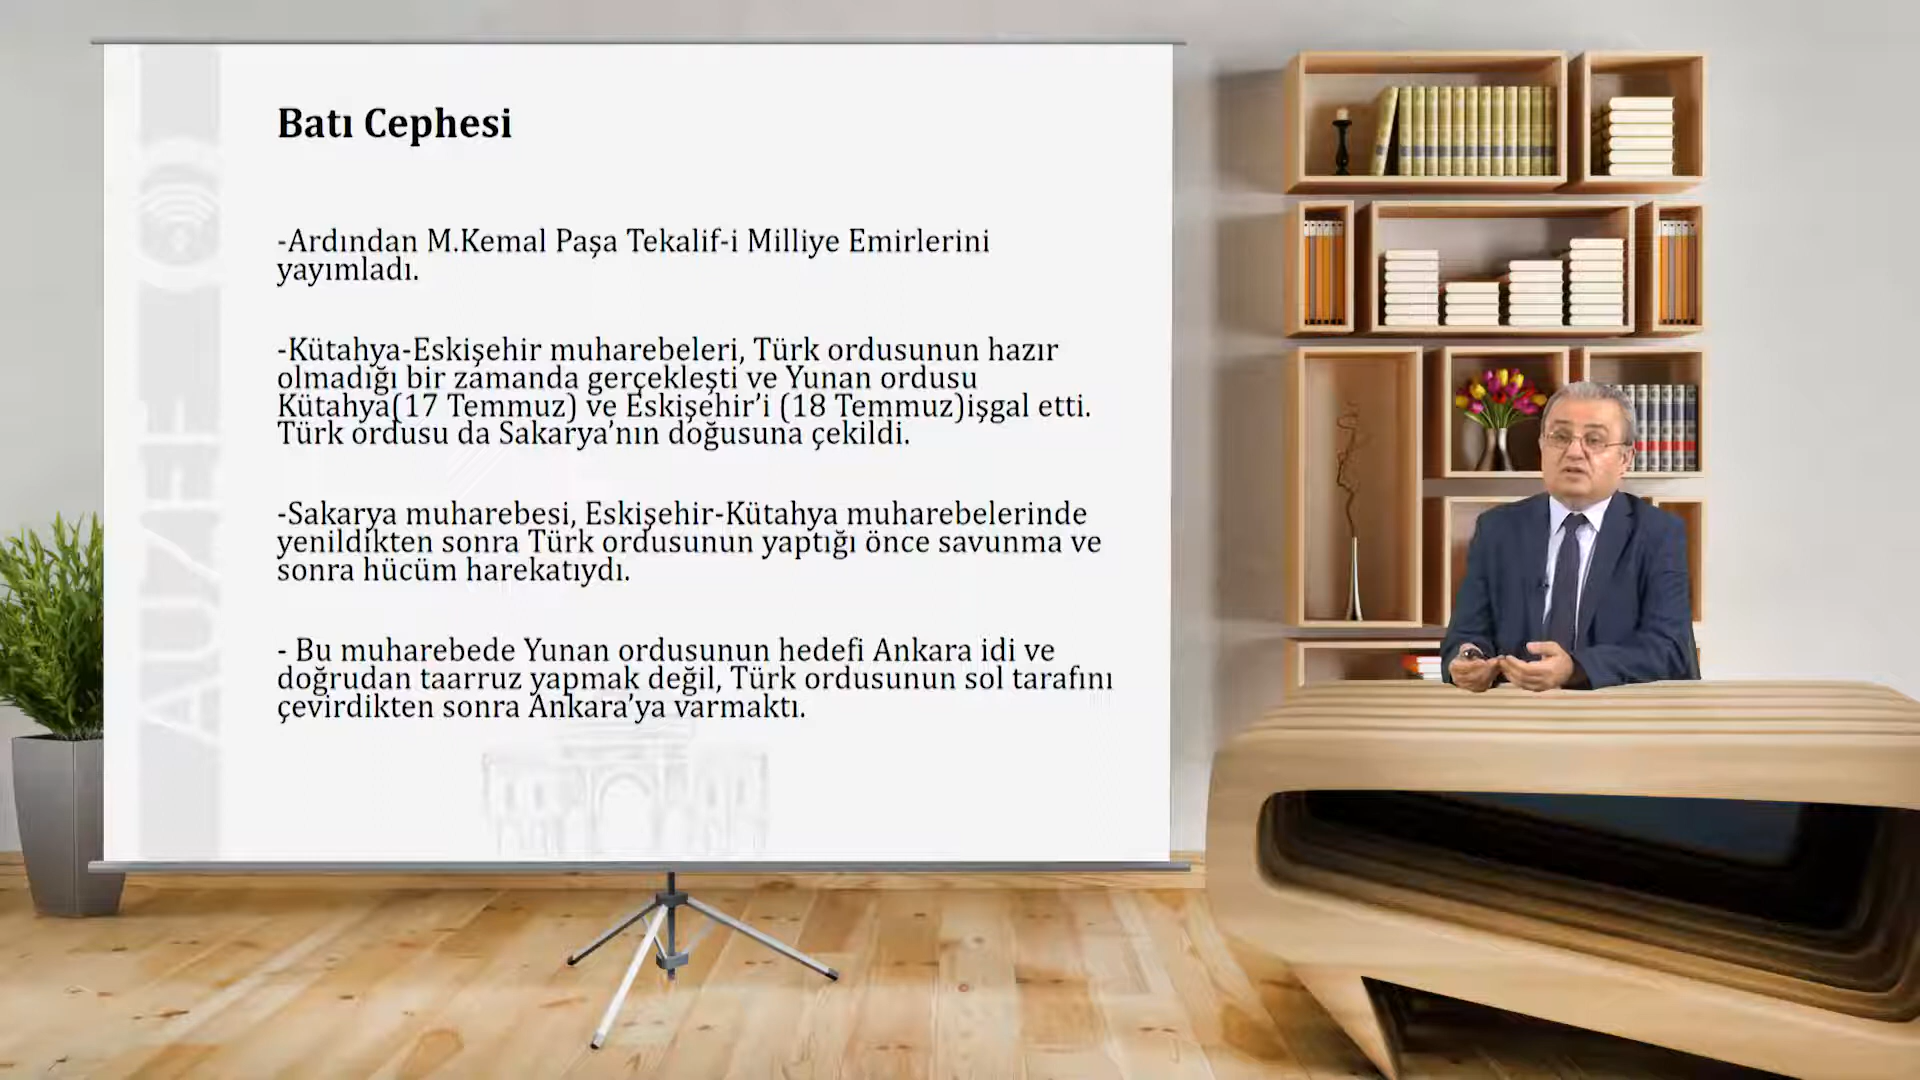 Batı Cephesi
-Ardından M.Kemal Paşa Tekalif-i Milliye Emirlerini
yayımladı.
-Kütahya-Eskişehir muharebeleri, Türk ordusunun hazır
olmadığı bir zamanda gerçekleşti ve Yunan ordusu
Kütahya(17 Temmuz) ve Eskişehir’i (18 Temmuz)işgal etti.
Türk ordusu da Sakarya’nın doğusuna çekildi.
-Sakarya muharebesi, Eskişehir-Kütahya muharebelerinde
yenildikten sonra Türk ordusunun yaptığı önce savunma ve
sonra hücüm harekatıydı.
- Bu muharebede Yunan ordusunun hedefi Ankara idi ve
doğrudan taarruz yapmak değil, Türk ordusunun sol tarafını
çevirdikten sonra Ankara’ya varmaktı.
AUZEF